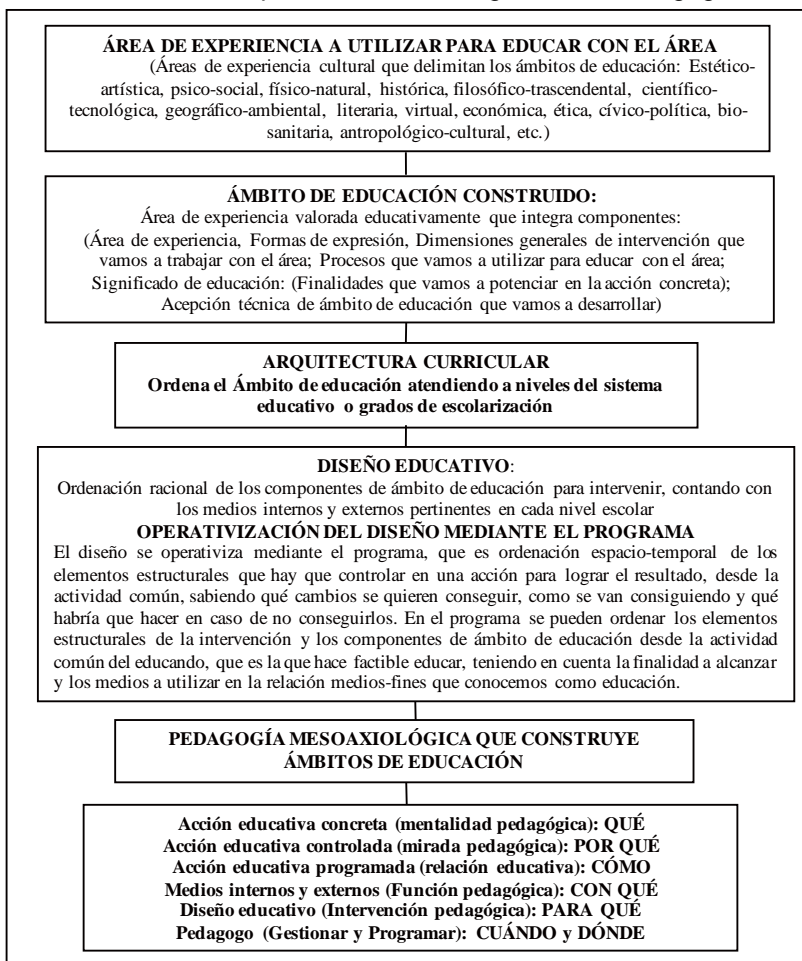 ÁREA DE EXPERIENCIA A UTILIZAR PARA EDUCAR CON EL ÁREA
(Áreas de experiencia cultural que delimitan los ámbitos de educación: Estético-
artística, psico-social, físico-natural, histórica, filosófico-trascendental, científico-
tecnológica, geográfico-ambiental, literaria, virtual, económica, ética, cívico-política, bio-
sanitaria, antropológico-cultural, etc.)
ÁMBITO DE EDUCACIÓN CONSTRUIDO:
Área de experiencia valorada educativamente que integra componentes:
(Área de experiencia, Formas de expresión, Dimensiones generales de intervención que
vamos a trabajar con el área; Procesos que vamos a utilizar para educar con el área;
Significado de educación: (Finalidades que vamos a potenciar en la acción concreta);
Acepción técnica de ámbito de educación que vamos a desarrollar)
ARQUITECTURA CURRICULAR
Ordena el Ámbito de educación atendiendo a niveles del sistema
educativo o grados de escolarización
DISEÑO EDUCATIVO:
Ordenación racional de los componentes de ámbito de educación para intervenir, contando con
los medios internos y externos pertinentes en cada nivel escolar
OPERATIVIZACIÓN DEL DISEÑO MEDIANTE EL PROGRAMA
El diseño se operativiza mediante el programa, que es ordenación espacio-temporal de los
elementos estructurales que hay que controlar en una acción para lograr el resultado, desde la
actividad común, sabiendo qué cambios se quieren conseguir, como se van consiguiendo y qué
habría que hacer en caso de no conseguirlos. En el programa se pueden ordenar los elementos
estructurales de la intervención y los componentes de ámbito de educación desde la actividad
común del educando, que es la que hace factible educar, teniendo en cuenta la finalidad a alcanzar
y los medios a utilizar en la relación medios-fines que conocemos como educación.
PEDAGOGÍA MESOAXIOLÓGICA QUE CONSTRUYE
ÁMBITOS DE EDUCACIÓN
Acción educativa concreta (mentalidad pedagógica): QUÉ
Acción educativa controlada (mirada pedagógica): POR QUÉ
Acción educativa programada (relación educativa): CÓMO
Medios internos y externos (Función pedagógica): CON QUÉ
Diseño educativo (Intervención pedagógica): PARA QUÉ
Pedagogo (Gestionar y Programar): CUÁNDO y DÓNDE